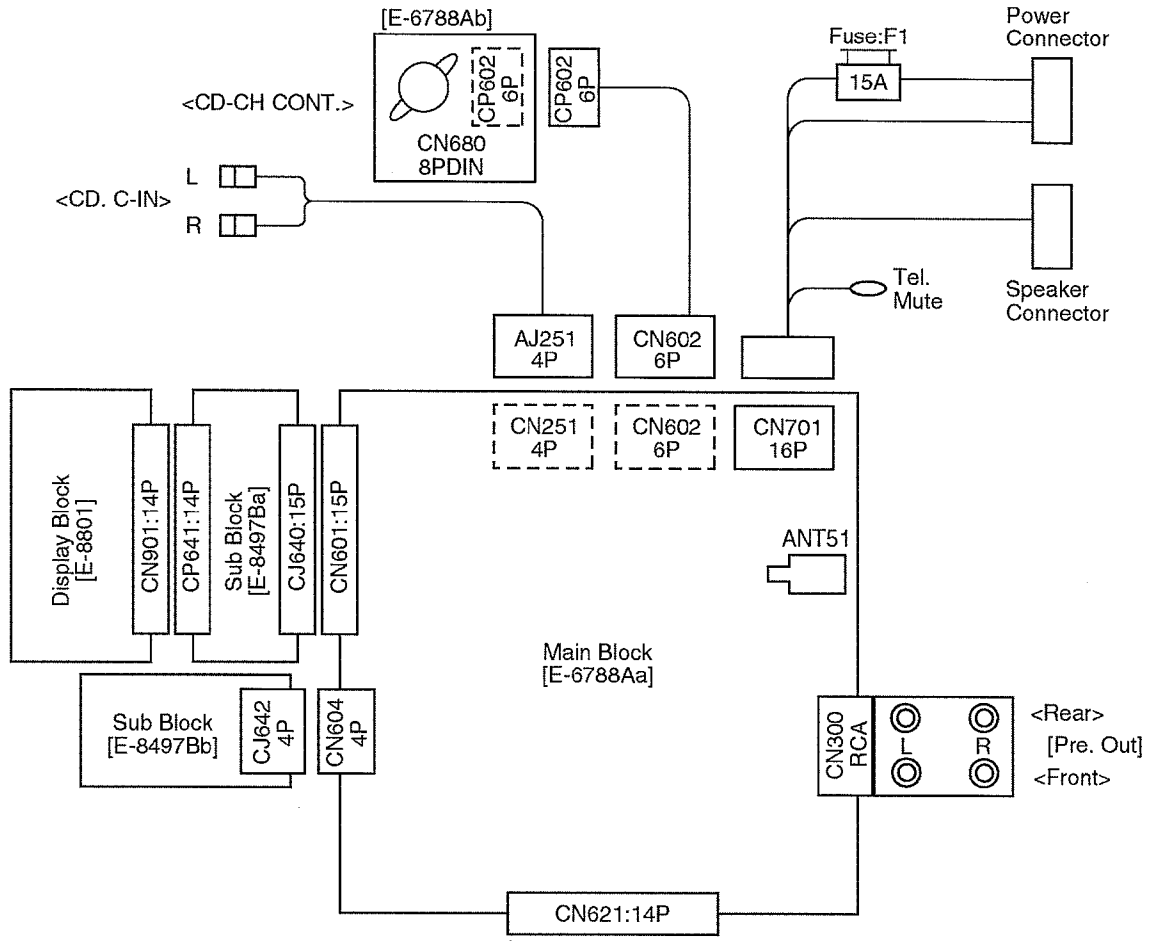 [E-6788Ab]
Power
Connector
Fuse:F1
15A
<CD-CH CONT.>
CP602
6P
CP602
6P
CN680
8PDIN
<CD. C-IN>
L
R
Tel.
Mute
Speaker
Connector
AJ251
4P
CN602
6P
CN251
4P
CN602
6P
CN701
16P
Display Block
[E-8801]
CN901:14P
CP641:14P
Sub Block
[E-8497Ba]
CJ640:15P
CN601:15P
ANT51
Main Block
[E-6788Aa]
Sub Block
[E-8497Bb]
CJ642
4P
CN604
4P
CN300
RCA
L
R
<Rear>
[Pre. Out]
<Front>
CN621:14P